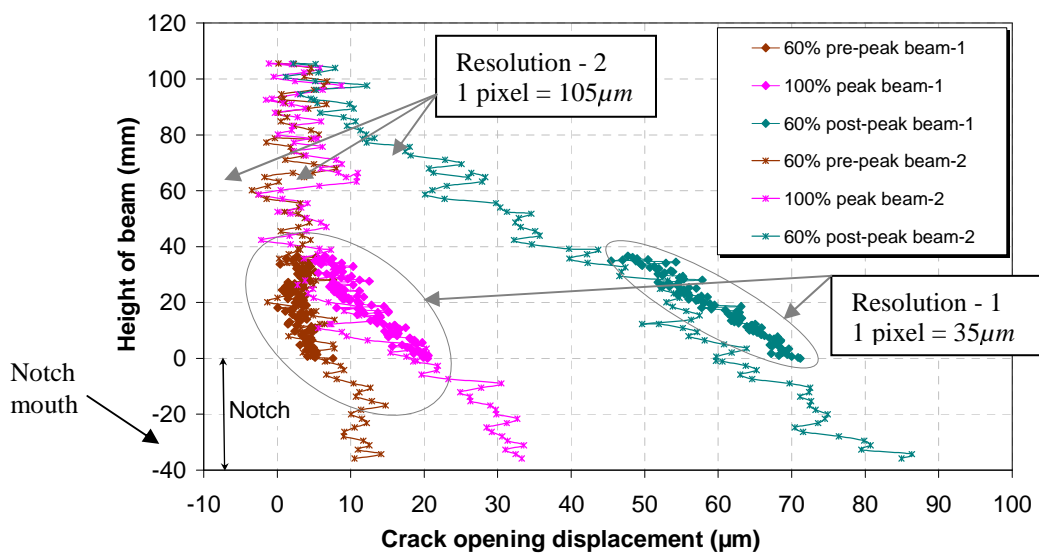 120
100
80
60
40
20
0
-20
-40
Height of beam (mm)
-10 0 10 20 30 40 50 60 70 80 90 100
Crack opening displacement (µm)
Resolution - 2
1 pixel = 105µm
60% pre-peak beam-1
100% peak beam-1
60% post-peak beam-1
60% pre-peak beam-2
100% peak beam-2
60% post-peak beam-2
Resolution - 1
1 pixel = 35µm
Notch
mouth
Notch